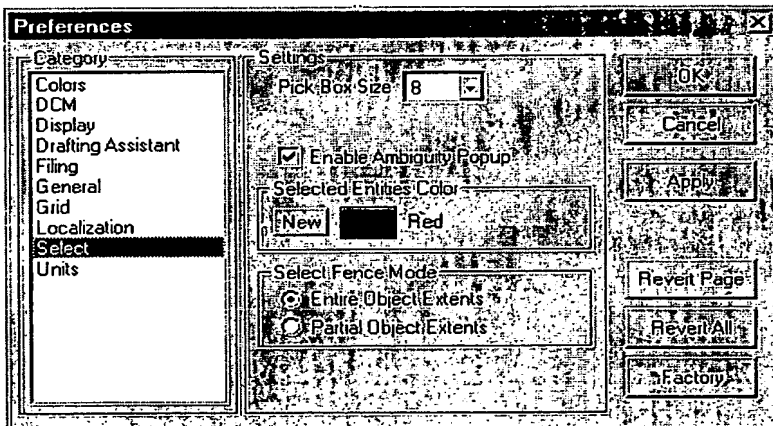 Preferences
Category
Colors
DCM
Display
Drafting Assistant
Filing
General
Grid
Localization
Select
Units
Settings
Pick Box Size 8
Enable Ambiguity Popup
Selected Entities Color
New Red
Select Fence Mode
Entire Object Extents
Partial Object Extents
OK
Cancel
Apply
Revert Page
Revert All
Factory